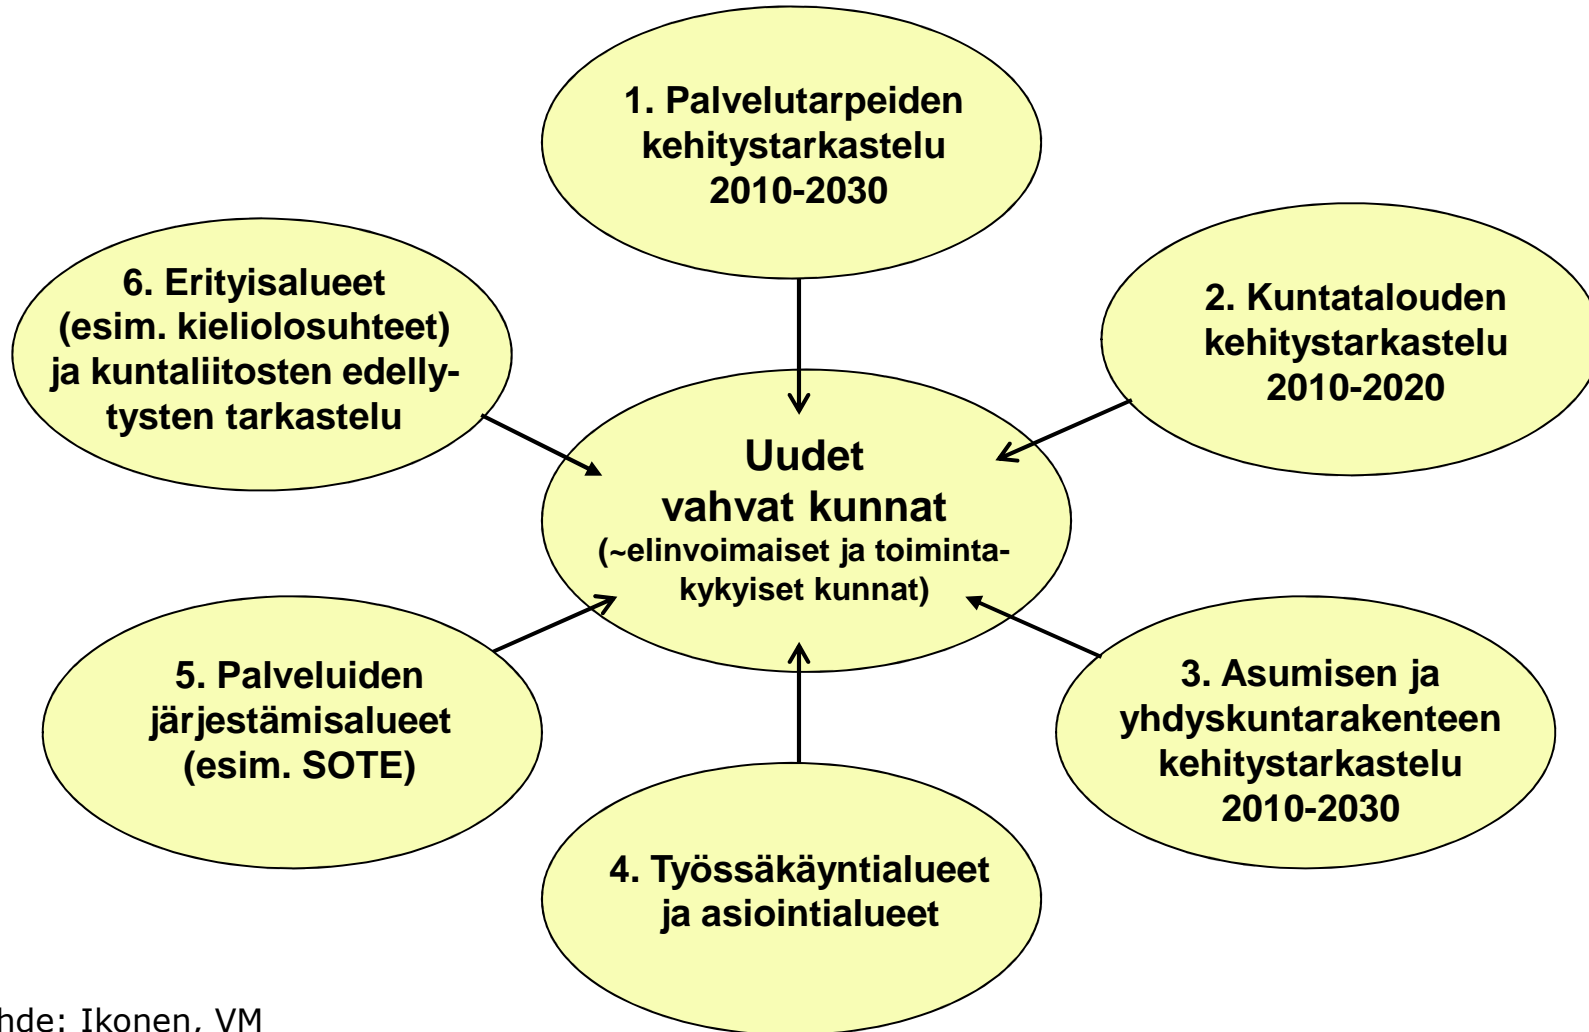 1. Palvelutarpeiden
kehitystarkastelu
2010-2030
2. Kuntatalouden
kehitystarkastelu
2010-2020
3. Asumisen ja
yhdyskuntarakenteen
kehitystarkastelu
2010-2030
4. Työssäkäyntialueet
ja asiointialueet
5. Palveluiden
järjestämisalueet
(esim. SOTE)
6. Erityisalueet
(esim. kieliolosuhteet)
ja kuntaliitosten edelly-
tysten tarkastelu
Uudet
vahvat kunnat
(~elinvoimaiset ja toiminta-
kykyiset kunnat)
hde: Ikonen, VM